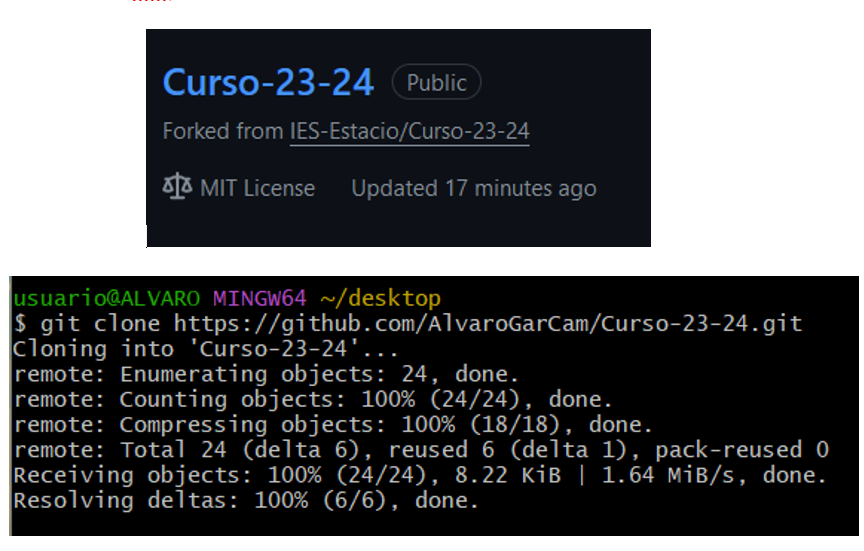 Curso-23-24 Public
Forked from IES-Estacio/Curso-23-24
MIT License Updated 17 minutes ago
usuario@ALVARO MINGW64 ~/desktop
$ git clone https://github.com/AlvaroGarCam/Curso-23-24.git
Cloning into 'Curso-23-24'...
remote: Enumerating objects: 24, done.
remote: Counting objects: 100% (24/24), done.
remote: Compressing objects: 100% (18/18), done.
remote: Total 24 (delta 6), reused 6 (delta 1), pack-reused 0
Receiving objects: 100% (24/24), 8.22 KiB | 1.64 MiB/s, done.
Resolving deltas: 100% (6/6), done.